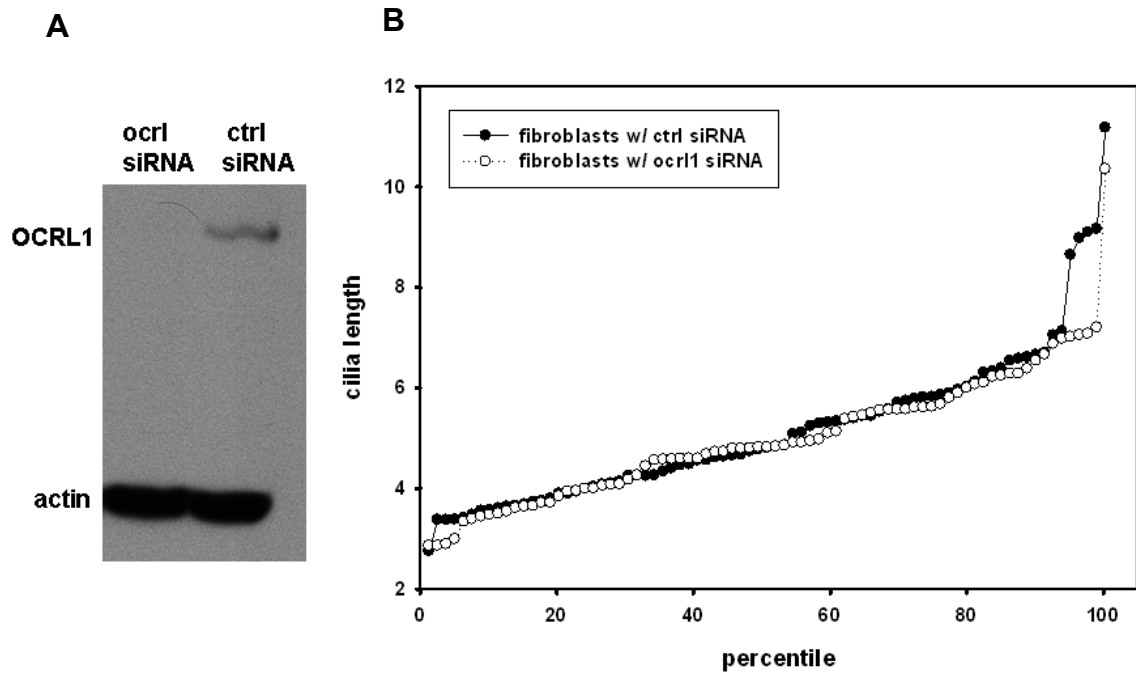 A
B
ocrl
siRNA
ctrl
siRNA
OCRL1
actin
12
10
8
6
4
2
0
20
40
60
80
100
cilia length
percentile
fibroblasts w/ ctrl siRNA
fibroblasts w/ ocrl1 siRNA